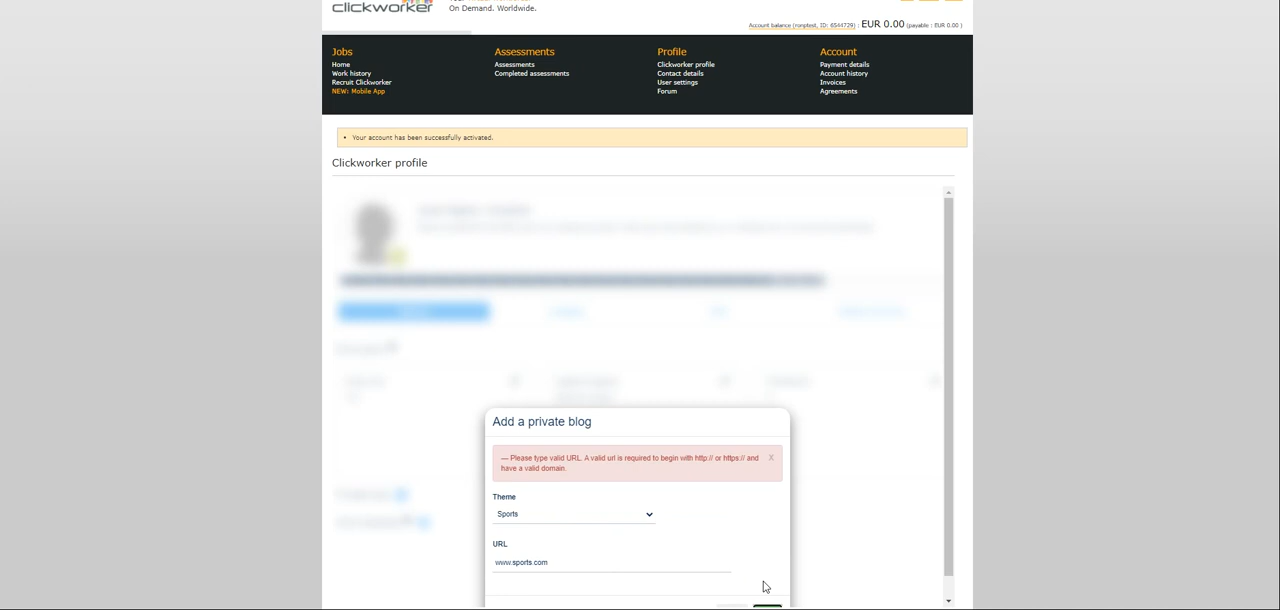 clickworker
On Demand. Worldwide.
Account balance (ronptest, ID: 6544729) : EUR 0.00 (payable : EUR 0.00 )
Jobs
Home
Work history
Recruit Clickworker
NEW: Mobile App
Assessments
Assessments
Completed assessments
Profile
Clickworker profile
Contact details
User settings
Forum
Account
Payment details
Account history
Invoices
Agreements
• Your account has been successfully activated.
Clickworker profile
Add a private blog
— Please type valid URL. A valid url is required to begin with http:// or https:// and
have a valid domain.
X
Theme
Sports
URL
www.sports.com